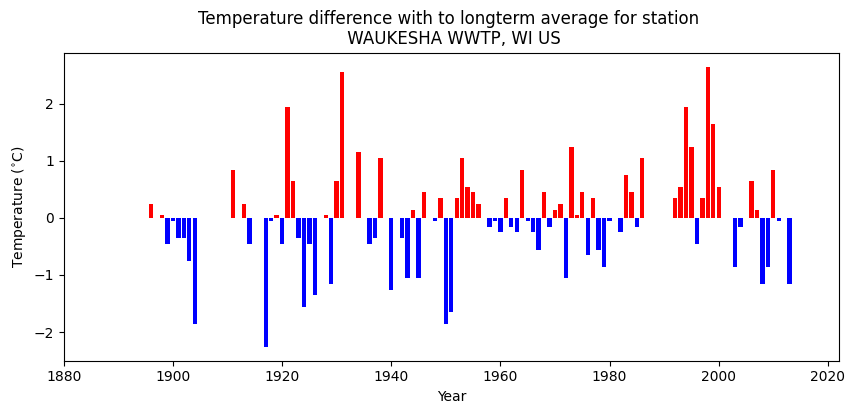 Temperature difference with to longterm average for station
WAUKESHA WWTP, WI US
Temperature (°C)
2
1
0
−1
−2
1880 1900 1920 1940 1960 1980 2000 2020
Year